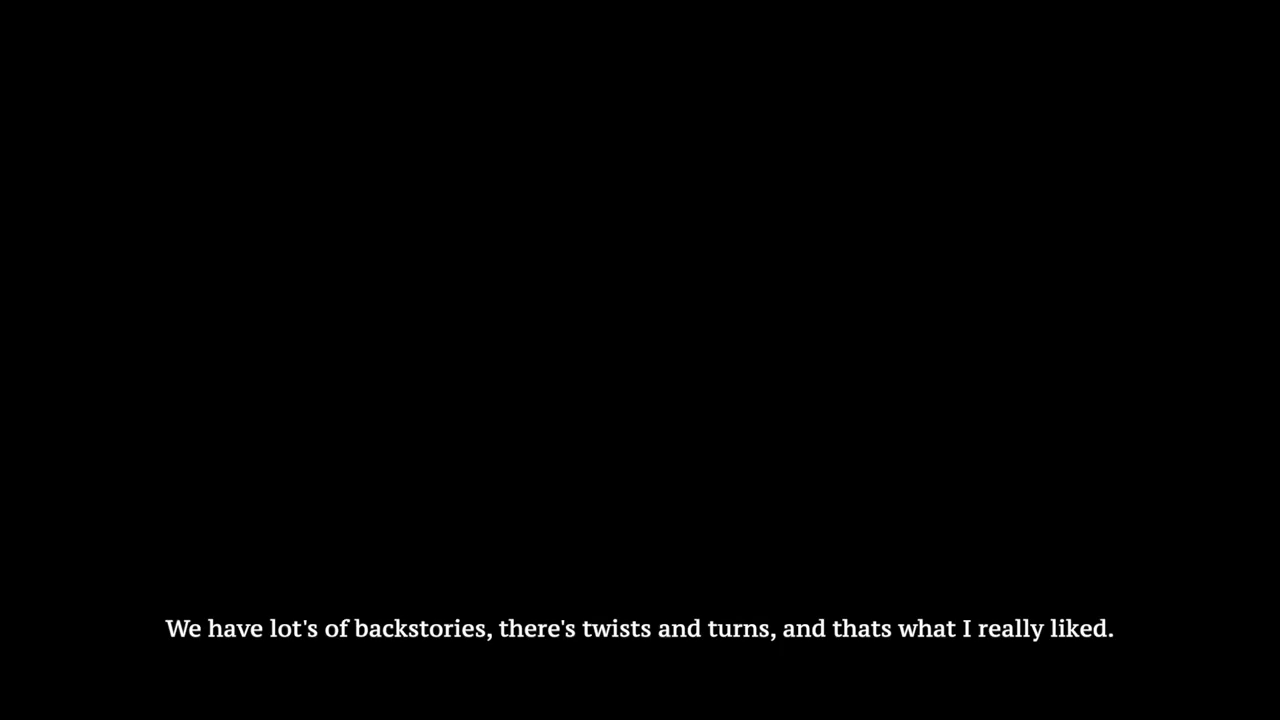 We have lot's of backstories, there's twists and turns, and thats what I really liked.